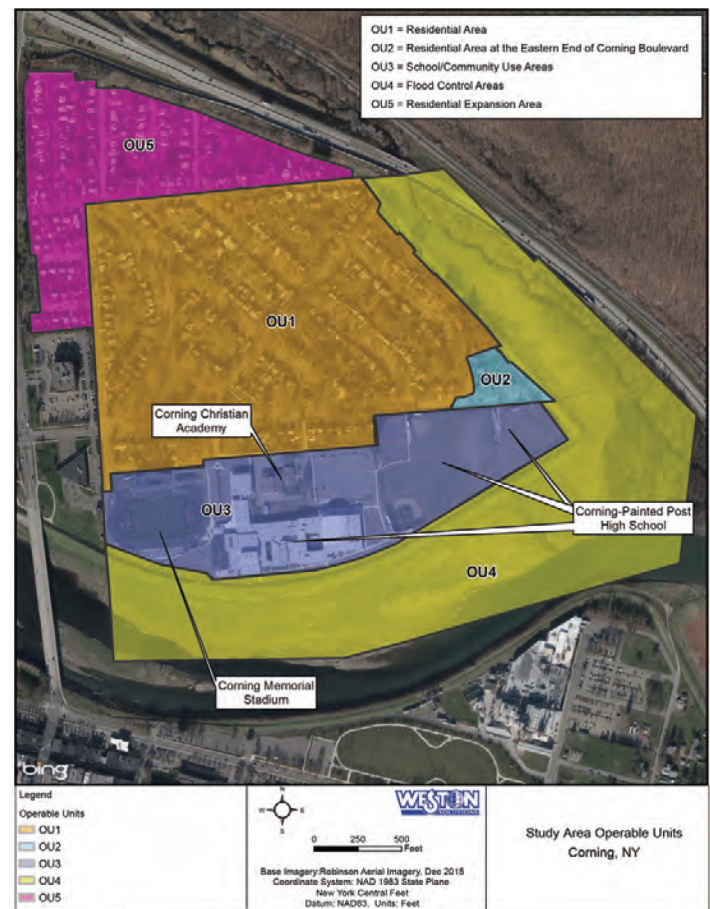 OU1 = Residential Area
OU2 = Residential Area at the Eastern End of Corning Boulevard
OU3 = School/Community Use Areas
OU4 = Flood Control Areas
OU5 = Residential Expansion Area
OU5
OU1
OU2
Corning Christian
Academy
OU3
Corning-Painted Post
High School
OU4
Corning Memorial
Stadium
bing
Legend
Operable Units
OU1
OU2
OU3
OU4
OU5
N
W E
S
WESTON
SOLUTIONS
0 250 500
Feet
Base Imagery:Robinson Aerial Imagery, Dec 2015
Coordinate System: NAD 1983 State Plane
New York Central Feet
Datum: NAD83, Units: Feet
Study Area Operable Units
Corning, NY